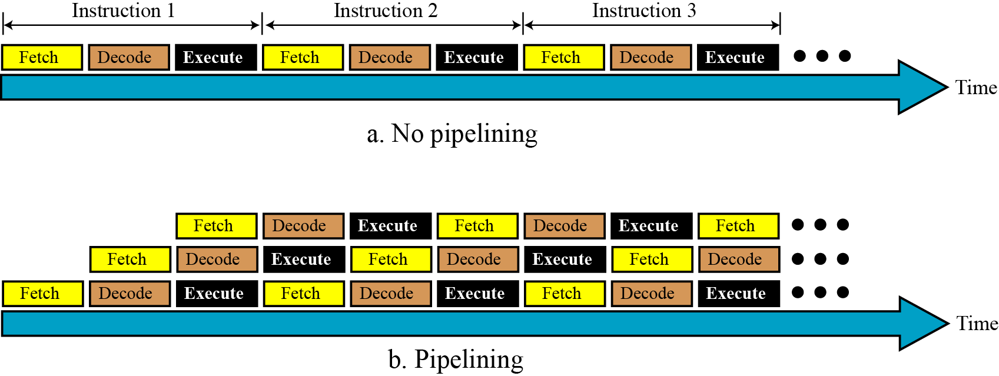 Instruction 1 Instruction 2 Instruction 3
Fetch Decode Execute Fetch Decode Execute Fetch Decode Execute
Time
a. No pipelining
Fetch Decode Execute Fetch Decode Execute Fetch
Fetch Decode Execute Fetch Decode Execute Fetch Decode
Fetch Decode Execute Fetch Decode Execute Fetch Decode Execute
Time
b. Pipelining